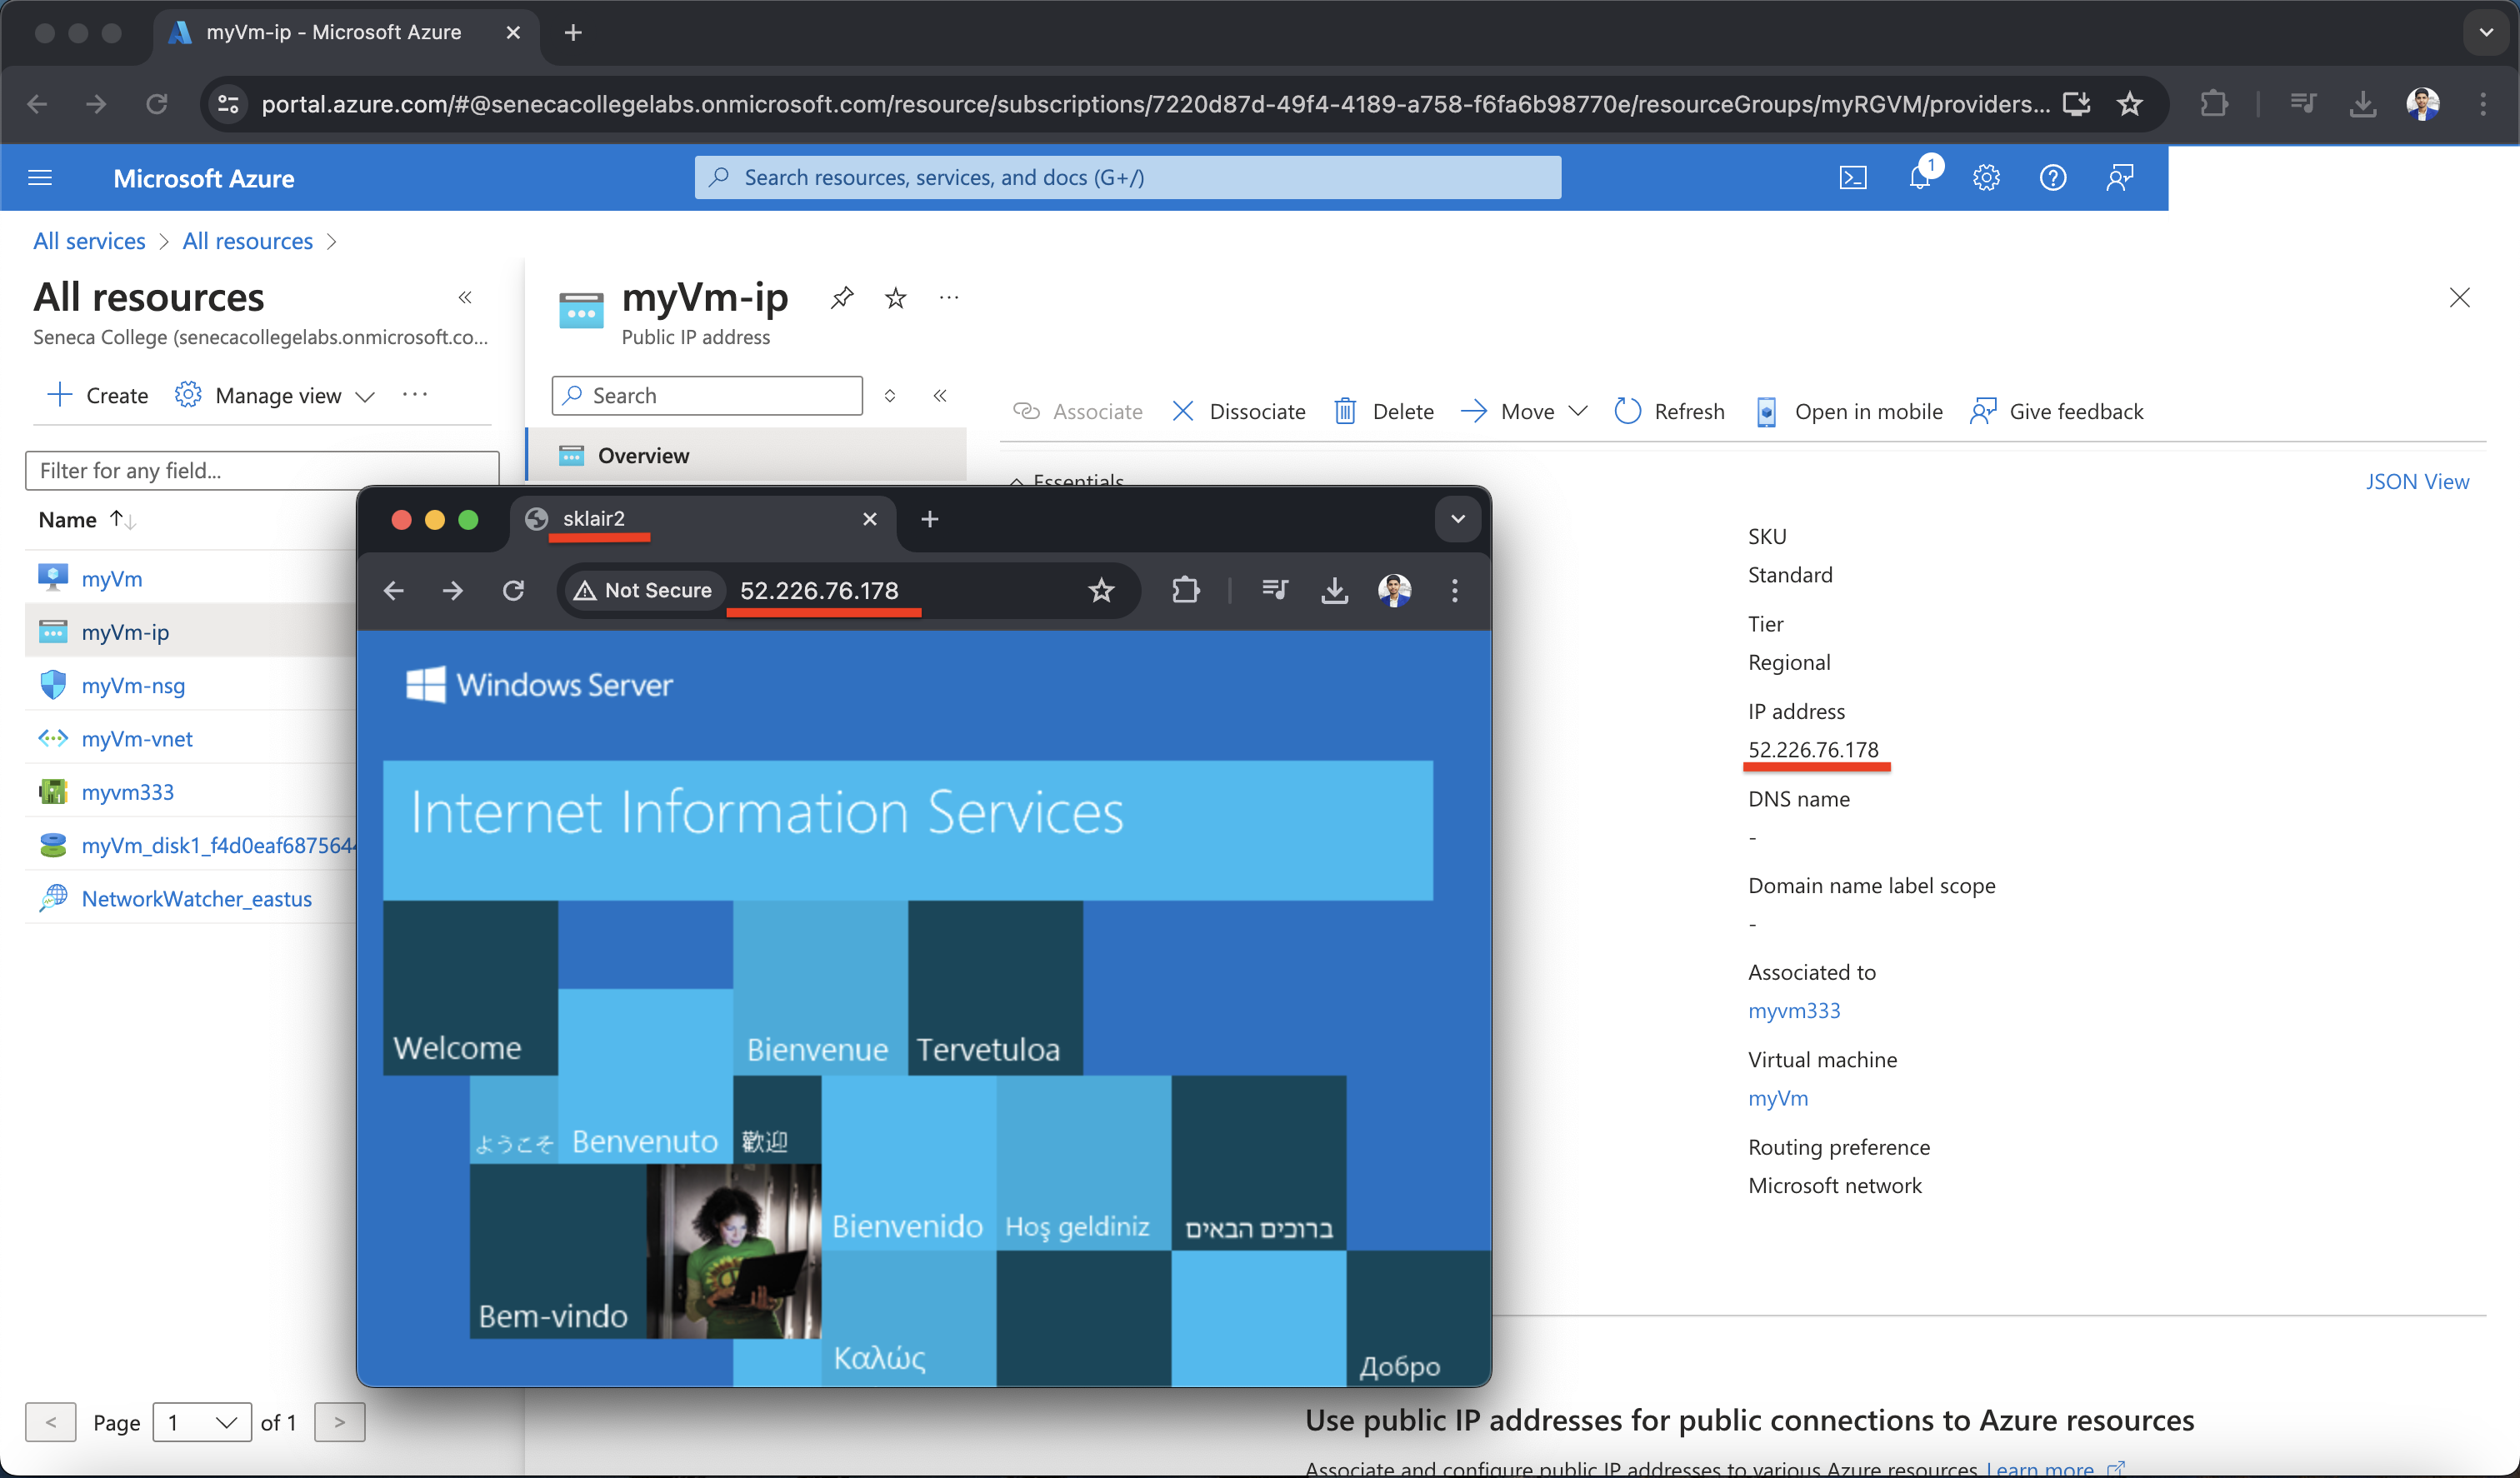 myVm-ip - Microsoft Azure
portal.azure.com/#@senecacollegelabs.onmicrosoft.com/resource/subscriptions/7220d87d-49f4-4189-a758-f6fa6b98770e/resourceGroups/myRGVM/providers...
Microsoft Azure
Search resources, services, and docs (G+/)
1
All services > All resources >
All resources
Seneca College (senecacollegelabs.onmicrosoft.co...
Create
Manage view
Filter for any field...
Name
myVm
myVm-ip
myVm-nsg
myVm-vnet
myvm333
myVm_disk1_f4d0eaf6875644
NetworkWatcher_eastus
< Page 1 of 1 >
myVm-ip
Public IP address
Search
Overview
Associate
Dissociate
Delete
Move
Refresh
Open in mobile
Give feedback
Essentials
JSON View
SKU
Standard
Tier
Regional
IP address
52.226.76.178
DNS name
-
Domain name label scope
-
Associated to
myvm333
Virtual machine
myVm
Routing preference
Microsoft network
Use public IP addresses for public connections to Azure resources
Associate and configure public IP addresses to various Azure resources Learn more
sklair2
Not Secure
52.226.76.178
Windows Server
Internet Information Services
Welcome
Bienvenue
Tervetuloa
ようこそ
Benvenuto
歡迎
Bienvenido
Hoş geldiniz
ברוכים הבאים
Bem-vindo
Καλώς
Добро